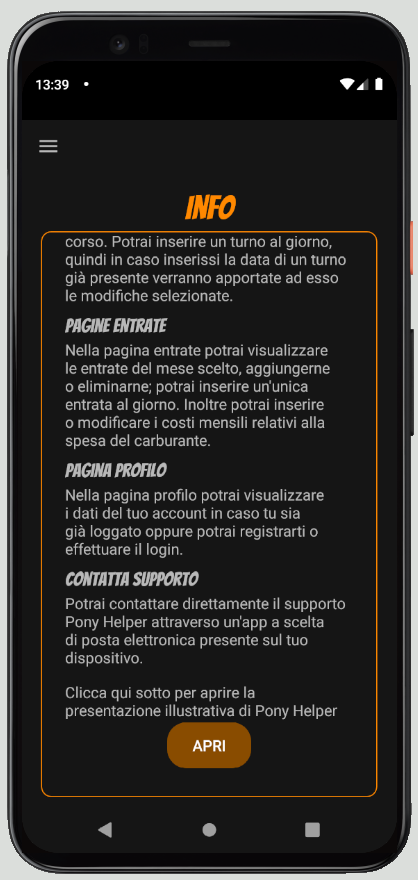 13:39
INFO
corso. Potrai inserire un turno al giorno,
quindi in caso inserissi la data di un turno
già presente verranno apportate ad esso
le modifiche selezionate.
PAGINE ENTRATE
Nella pagina entrate potrai visualizzare
le entrate del mese scelto, aggiungerne
o eliminarne; potrai inserire un'unica
entrata al giorno. Inoltre potrai inserire
o modificare i costi mensili relativi alla
spesa del carburante.
PAGINA PROFILO
Nella pagina profilo potrai visualizzare
i dati del tuo account in caso tu sia
già loggato oppure potrai registrarti o
effettuare il login.
CONTATTA SUPPORTO
Potrai contattare direttamente il supporto
Pony Helper attraverso un'app a scelta
di posta elettronica presente sul tuo
dispositivo.
Clicca qui sotto per aprire la
presentazione illustrativa di Pony Helper
APRI